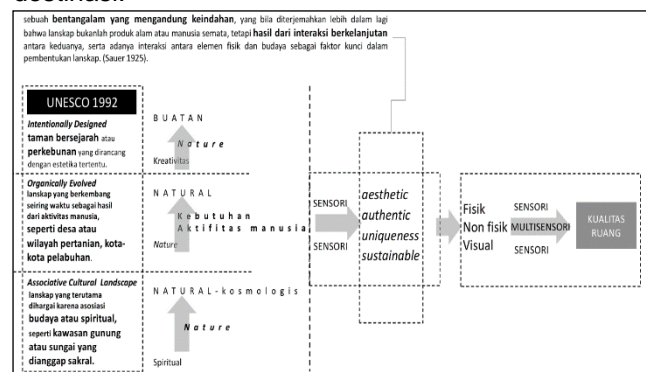 sebuah bentangalam yang mengandung keindahan, yang bila diterjemahkan lebih dalam lagi
bahwa lanskap bukanlah produk alam atau manusia semata, tetapi hasil dari interaksi berkelanjutan
antara keduanya, serta adanya interaksi antara elemen fisik dan budaya sebagai faktor kunci dalam
pembentukan lanskap. (Sauer 1925).
UNESCO 1992
Intentionally Designed
taman bersejarah atau
perkebunan yang dirancang
dengan estetika tertentu.
BUATAN
Nature
Kreativitas
Organically Evolved
lanskap yang berkembang
seiring waktu sebagai hasil
dari aktivitas manusia,
seperti desa atau
wilayah pertanian, kota-
kota pelabuhan.
NATURAL
Kebutuhan
Aktifitas manusia
Nature
Associative Cultural Landscape
lanskap yang terutama
dihargai karena asosiasi
budaya atau spiritual,
seperti kawasan gunung
atau sungai yang
dianggap sakral.
NATURAL-kosmologis
Nature
Spiritual
SENSORI
SENSORI
aesthetic
authentic
uniqueness
sustainable
Fisik
Non fisik
Visual
SENSORI
MULTISENSORI
SENSORI
KUALITAS
RUANG